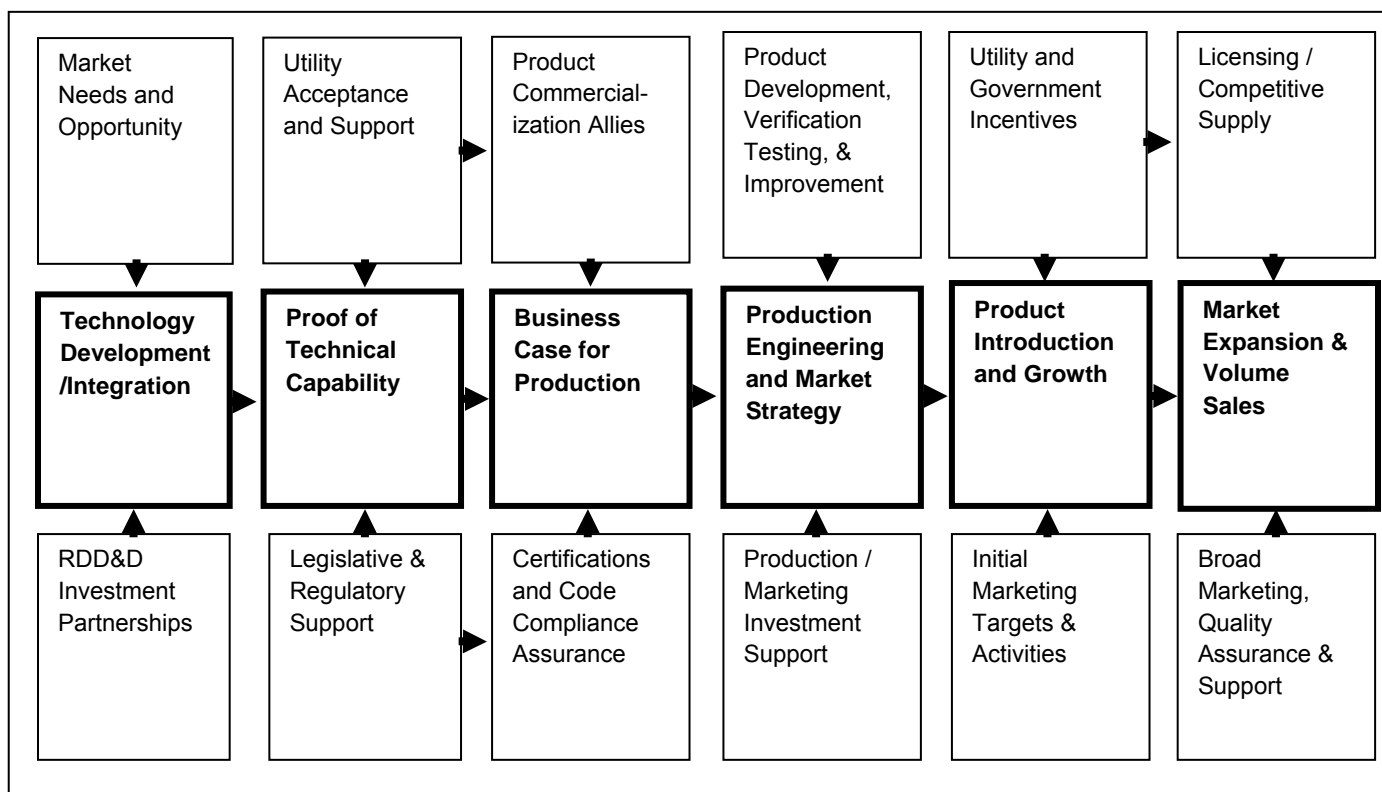 Market
Needs and
Opportunity
Utility
Acceptance
and Support
Product
Commercial-
ization Allies
Product
Development,
Verification
Testing, &
Improvement
Utility and
Government
Incentives
Licensing /
Competitive
Supply
Technology
Development
/Integration
Proof of
Technical
Capability
Business
Case for
Production
Production
Engineering
and Market
Strategy
Product
Introduction
and Growth
Market
Expansion &
Volume
Sales
RDD&D
Investment
Partnerships
Legislative &
Regulatory
Support
Certifications
and Code
Compliance
Assurance
Production /
Marketing
Investment
Support
Initial
Marketing
Targets &
Activities
Broad
Marketing,
Quality
Assurance &
Support